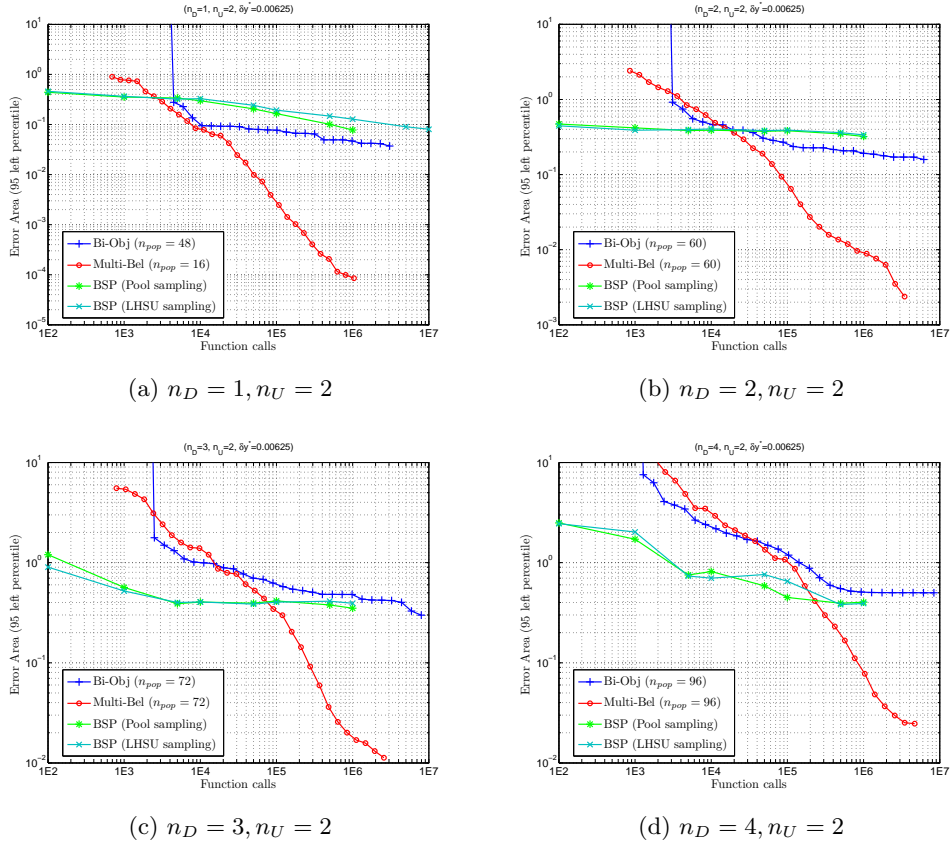 (n_D=1, n_U=2, δy*=0.00625)
10^1
10^0
10^-1
10^-2
10^-3
10^-4
10^-5
Error Area (95 left percentile)
Bi-Obj (n_pop = 48)
Multi-Bel (n_pop = 16)
BSP (Pool sampling)
BSP (LHSU sampling)
1E2 1E3 1E4 1E5 1E6 1E7
Function calls
(a) n_D = 1, n_U = 2
(n_D=2, n_U=2, δy*=0.00625)
10^1
10^0
10^-1
10^-2
10^-3
Error Area (95 left percentile)
Bi-Obj (n_pop = 60)
Multi-Bel (n_pop = 60)
BSP (Pool sampling)
BSP (LHSU sampling)
1E2 1E3 1E4 1E5 1E6 1E7
Function calls
(b) n_D = 2, n_U = 2
(n_D=3, n_U=2, δy*=0.00625)
10^1
10^0
10^-1
10^-2
Error Area (95 left percentile)
Bi-Obj (n_pop = 72)
Multi-Bel (n_pop = 72)
BSP (Pool sampling)
BSP (LHSU sampling)
1E2 1E3 1E4 1E5 1E6 1E7
Function calls
(c) n_D = 3, n_U = 2
(n_D=4, n_U=2, δy*=0.00625)
10^1
10^0
10^-1
10^-2
Error Area (95 left percentile)
Bi-Obj (n_pop = 96)
Multi-Bel (n_pop = 96)
BSP (Pool sampling)
BSP (LHSU sampling)
1E2 1E3 1E4 1E5 1E6 1E7
Function calls
(d) n_D = 4, n_U = 2